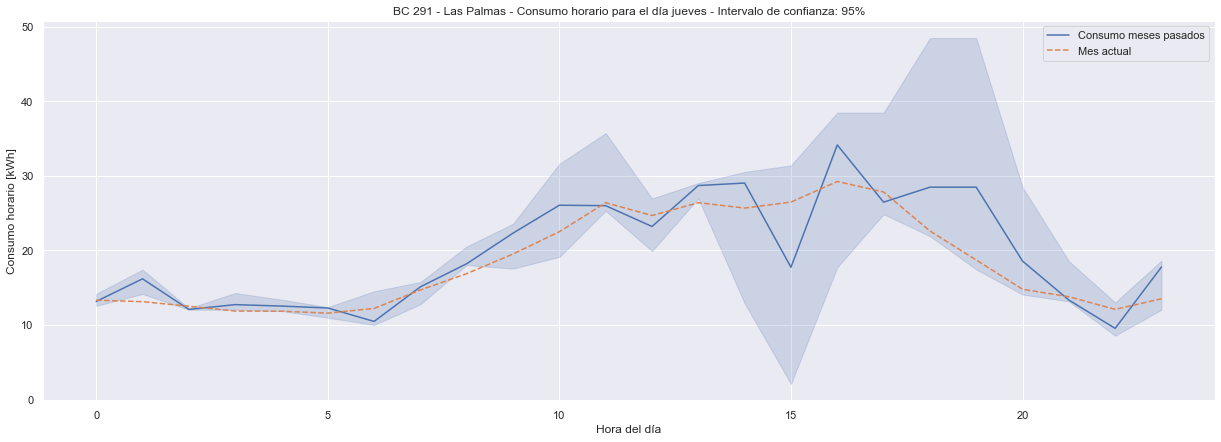 BC 291 - Las Palmas - Consumo horario para el día jueves - Intervalo de confianza: 95%
Consumo meses pasados
Mes actual
Consumo horario [kWh]
50
40
30
20
10
0
0 5 10 15 20
Hora del día